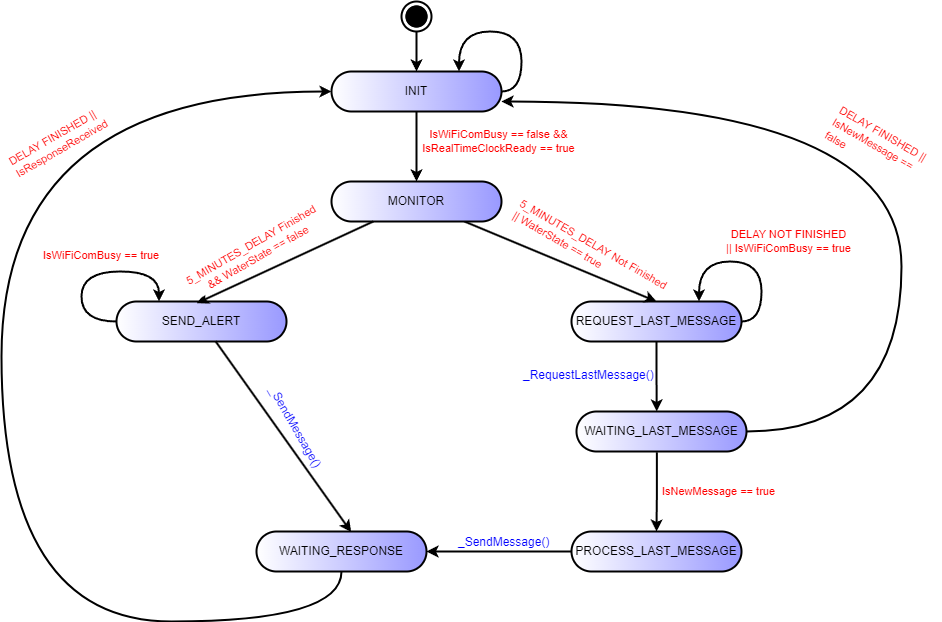 INIT
DELAY FINISHED ||
IsResponseReceived
IsWiFiComBusy == false &&
IsRealTimeClockReady == true
DELAY FINISHED ||
IsNewMessage ==
false
MONITOR
5_MINUTES_DELAY Finished
&& WaterState == false
5_MINUTES_DELAY Not Finished
|| WaterState == true
IsWiFiComBusy == true
DELAY NOT FINISHED
|| IsWiFiComBusy == true
SEND_ALERT
REQUEST_LAST_MESSAGE
_RequestLastMessage()
_SendMessage()
WAITING_LAST_MESSAGE
IsNewMessage == true
WAITING_RESPONSE
_SendMessage()
PROCESS_LAST_MESSAGE